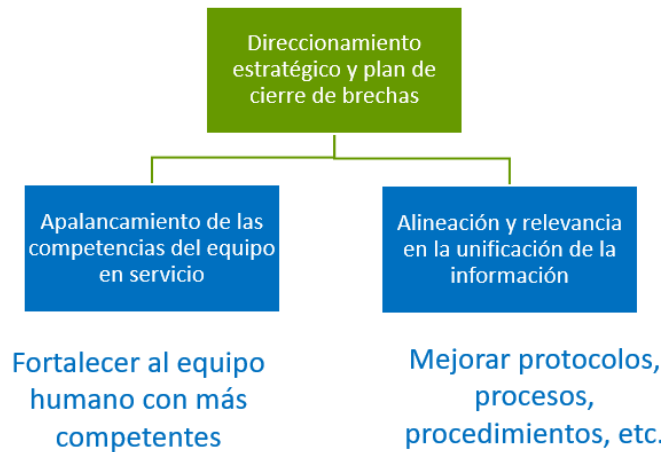 Direccionamiento
estratégico y plan de
cierre de brechas
Apalancamiento de las
competencias del equipo
en servicio
Alineación y relevancia
en la unificación de la
información
Fortalecer al equipo
humano con más
competentes
Mejorar protocolos,
procesos,
procedimientos, etc.